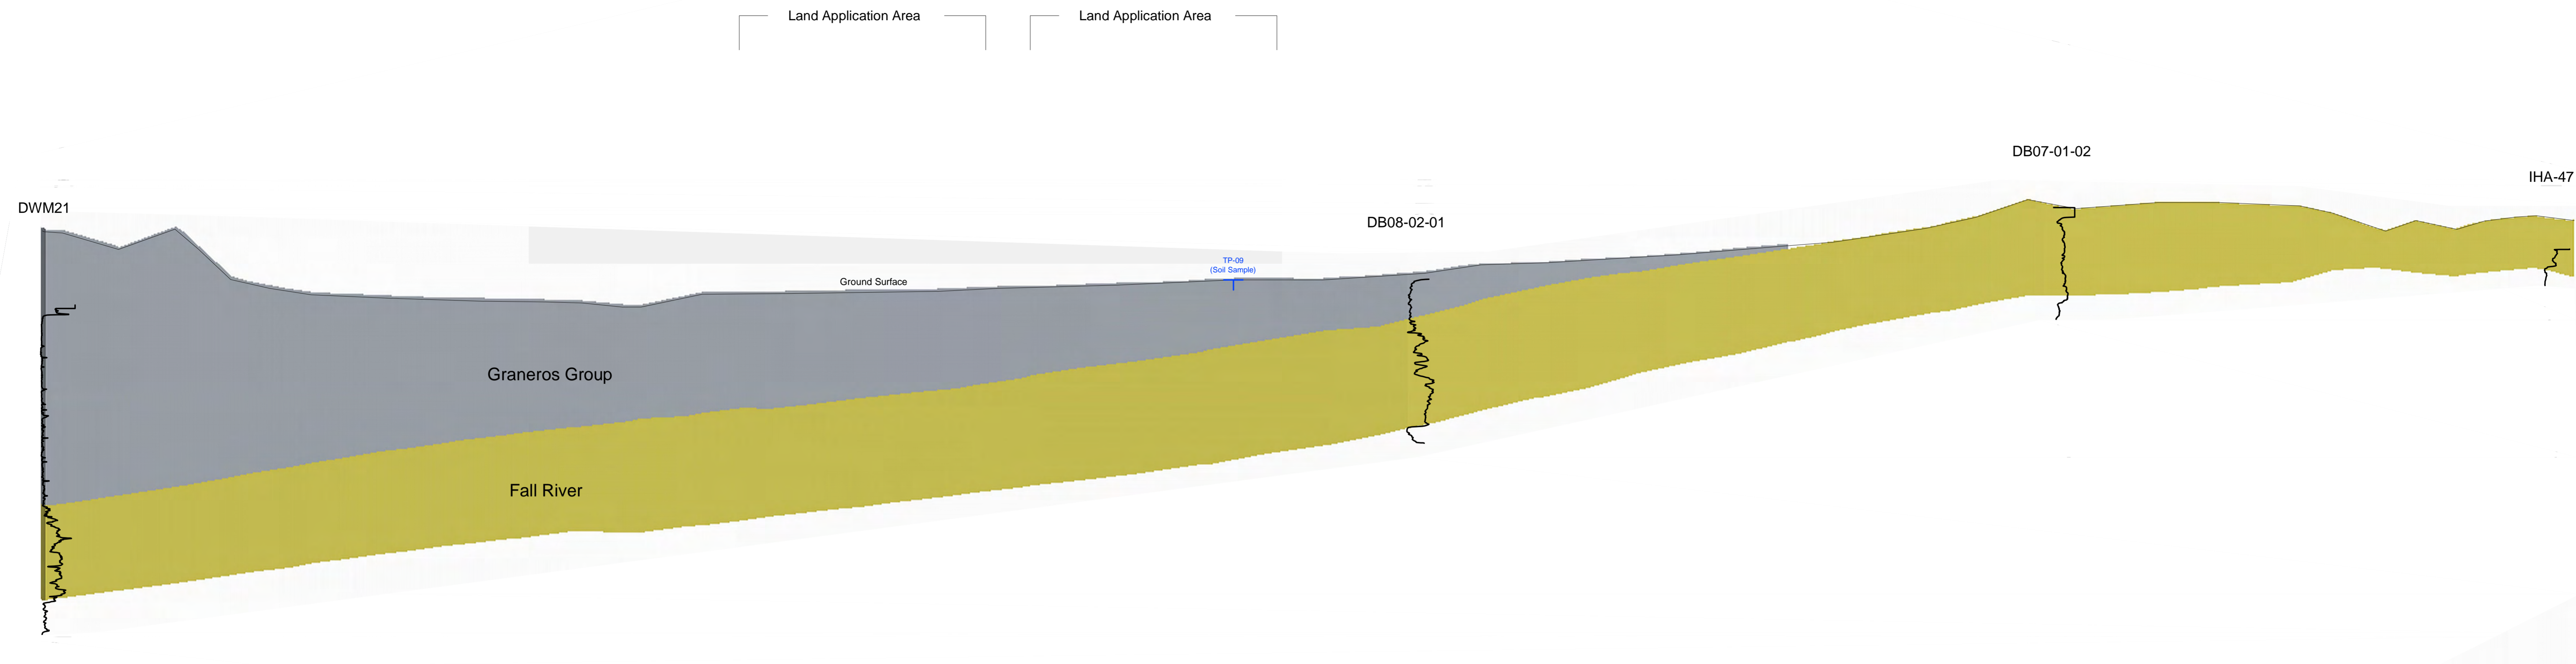 Land Application Area
Land Application Area
DB07-01-02
IHA-47
DWM21
DB08-02-01
TP-09
(Soil Sample)
Ground Surface
Graneros Group
Fall River